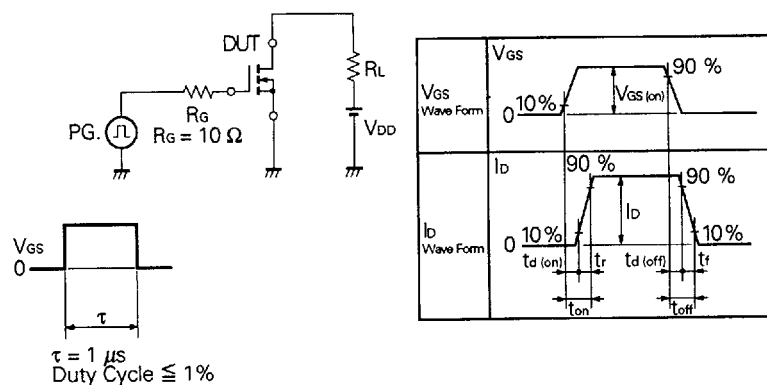 DUT
RL
RG
RG = 10 Ω
PG.
VDD
VGS
0
τ
τ = 1 μs
Duty Cycle ≦ 1%
VGS
Wave Form
VGS
90 %
10%
VGS (on)
0
ID
Wave Form
ID
90 %
90 %
ID
10%
10%
0
td (on)
tr
td (off)
tf
ton
toff